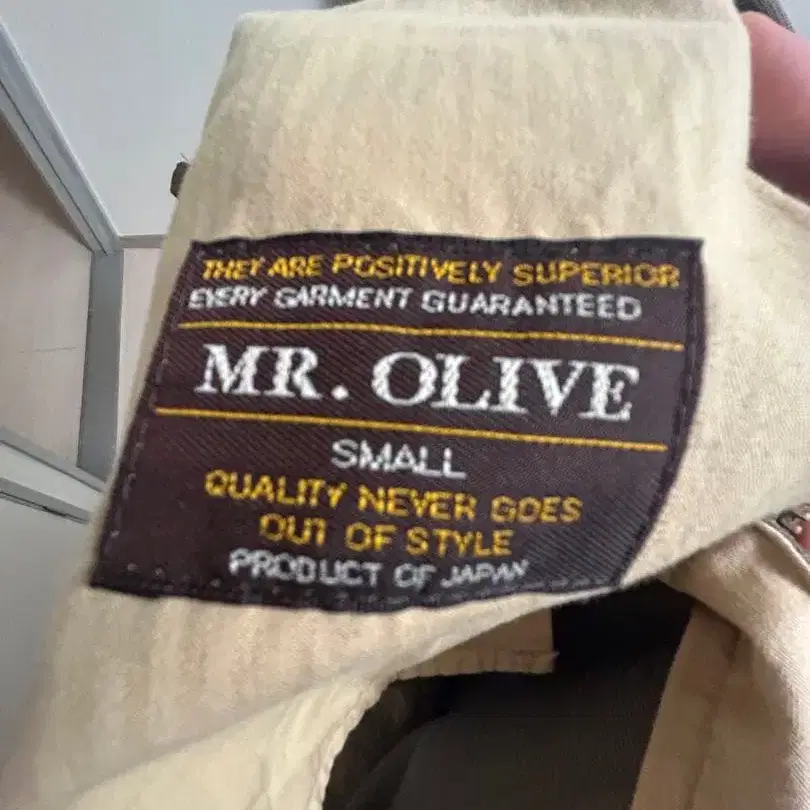 THEY ARE POSITIVELY SUPERIOR
EVERY GARMENT GUARANTEED
MR. OLIVE
SMALL
QUALITY NEVER GOES
OUT OF STYLE
PRODUCT OF JAPAN